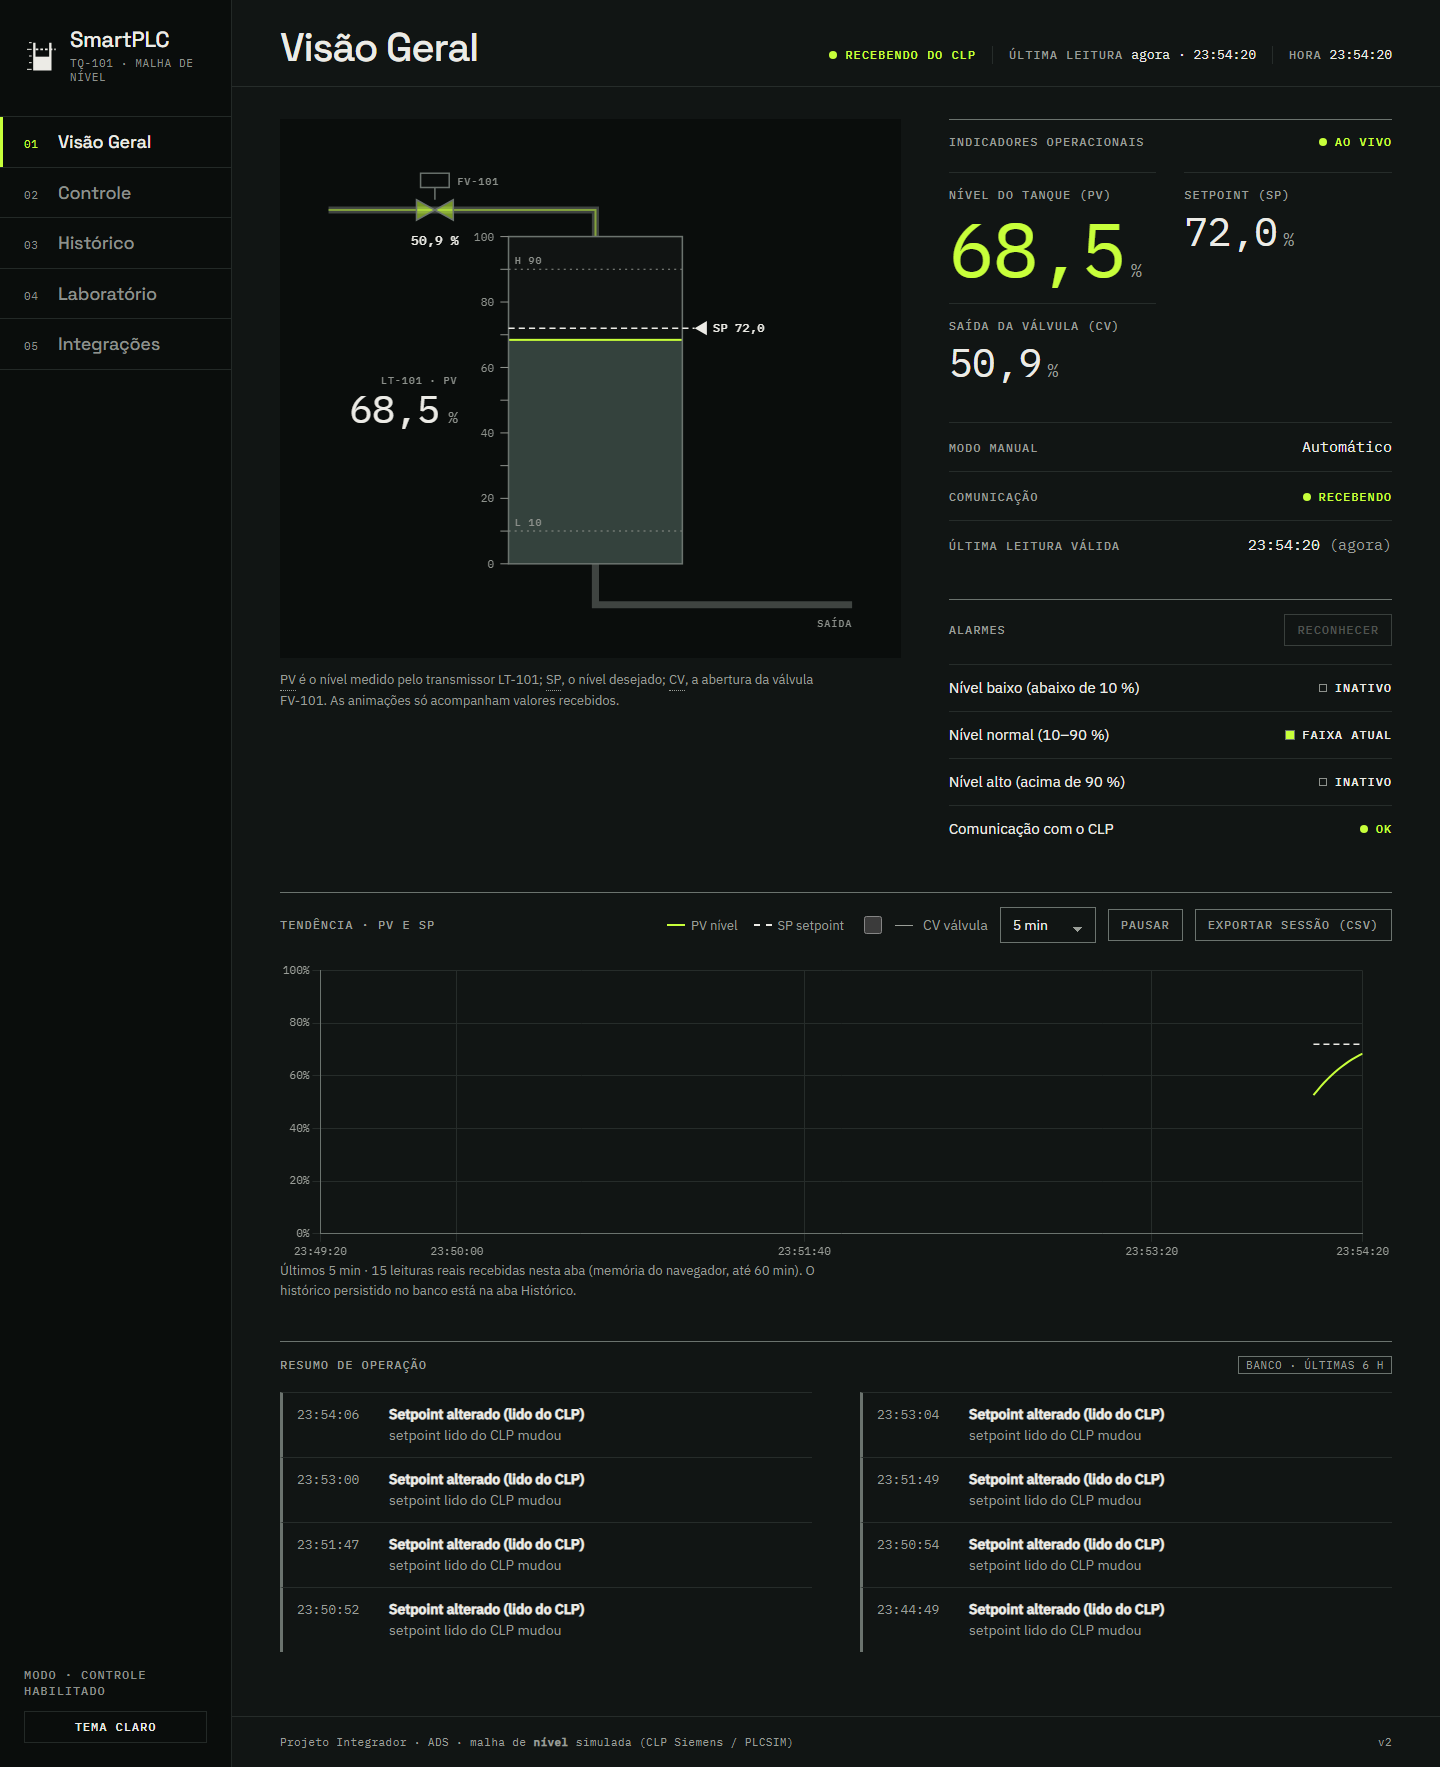 SmartPLC
TQ-101 · MALHA DE
NÍVEL
01 Visão Geral
02 Controle
03 Histórico
04 Laboratório
05 Integrações
MODO · CONTROLE
HABILITADO
TEMA CLARO
Visão Geral
RECEBENDO DO CLP
ÚLTIMA LEITURA agora · 23:54:20
HORA 23:54:20
FV-101
50,9 %
100
H 90
80
SP 72,0
60
LT-101 · PV
68,5 %
40
20
L 10
0
SAÍDA
PV é o nível medido pelo transmissor LT-101; SP, o nível desejado; CV, a abertura da válvula
FV-101. As animações só acompanham valores recebidos.
INDICADORES OPERACIONAIS
AO VIVO
NÍVEL DO TANQUE (PV)
68,5 %
SETPOINT (SP)
72,0 %
SAÍDA DA VÁLVULA (CV)
50,9 %
MODO MANUAL Automático
COMUNICAÇÃO RECEBENDO
ÚLTIMA LEITURA VÁLIDA 23:54:20 (agora)
ALARMES RECONHECER
Nível baixo (abaixo de 10 %) INATIVO
Nível normal (10–90 %) FAIXA ATUAL
Nível alto (acima de 90 %) INATIVO
Comunicação com o CLP OK
TENDÊNCIA · PV E SP
PV nível
SP setpoint
CV válvula
5 min
PAUSAR
EXPORTAR SESSÃO (CSV)
100%
80%
60%
40%
20%
0%
23:49:20 23:50:00 23:51:40 23:53:20 23:54:20
Últimos 5 min · 15 leituras reais recebidas nesta aba (memória do navegador, até 60 min). O
histórico persistido no banco está na aba Histórico.
RESUMO DE OPERAÇÃO
BANCO · ÚLTIMAS 6 H
23:54:06 Setpoint alterado (lido do CLP)
setpoint lido do CLP mudou
23:53:04 Setpoint alterado (lido do CLP)
setpoint lido do CLP mudou
23:53:00 Setpoint alterado (lido do CLP)
setpoint lido do CLP mudou
23:51:49 Setpoint alterado (lido do CLP)
setpoint lido do CLP mudou
23:51:47 Setpoint alterado (lido do CLP)
setpoint lido do CLP mudou
23:50:54 Setpoint alterado (lido do CLP)
setpoint lido do CLP mudou
23:50:52 Setpoint alterado (lido do CLP)
setpoint lido do CLP mudou
23:44:49 Setpoint alterado (lido do CLP)
setpoint lido do CLP mudou
Projeto Integrador · ADS · malha de nível simulada (CLP Siemens / PLCSIM)
v2